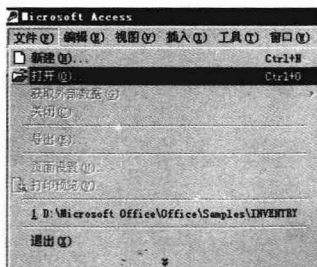 Microsoft Access
文件(F) 编辑(E) 视图(V) 插入(I) 工具(T) 窗口(W)
新建(N)... Ctrl+N
打开(O)... Ctrl+O
获取外部数据(G)
关闭(C)
导出(E)...
页面设置(U)...
打印预览(V)
1 D:\Microsoft Office\Office\Samples\INVENTRY
退出(X)